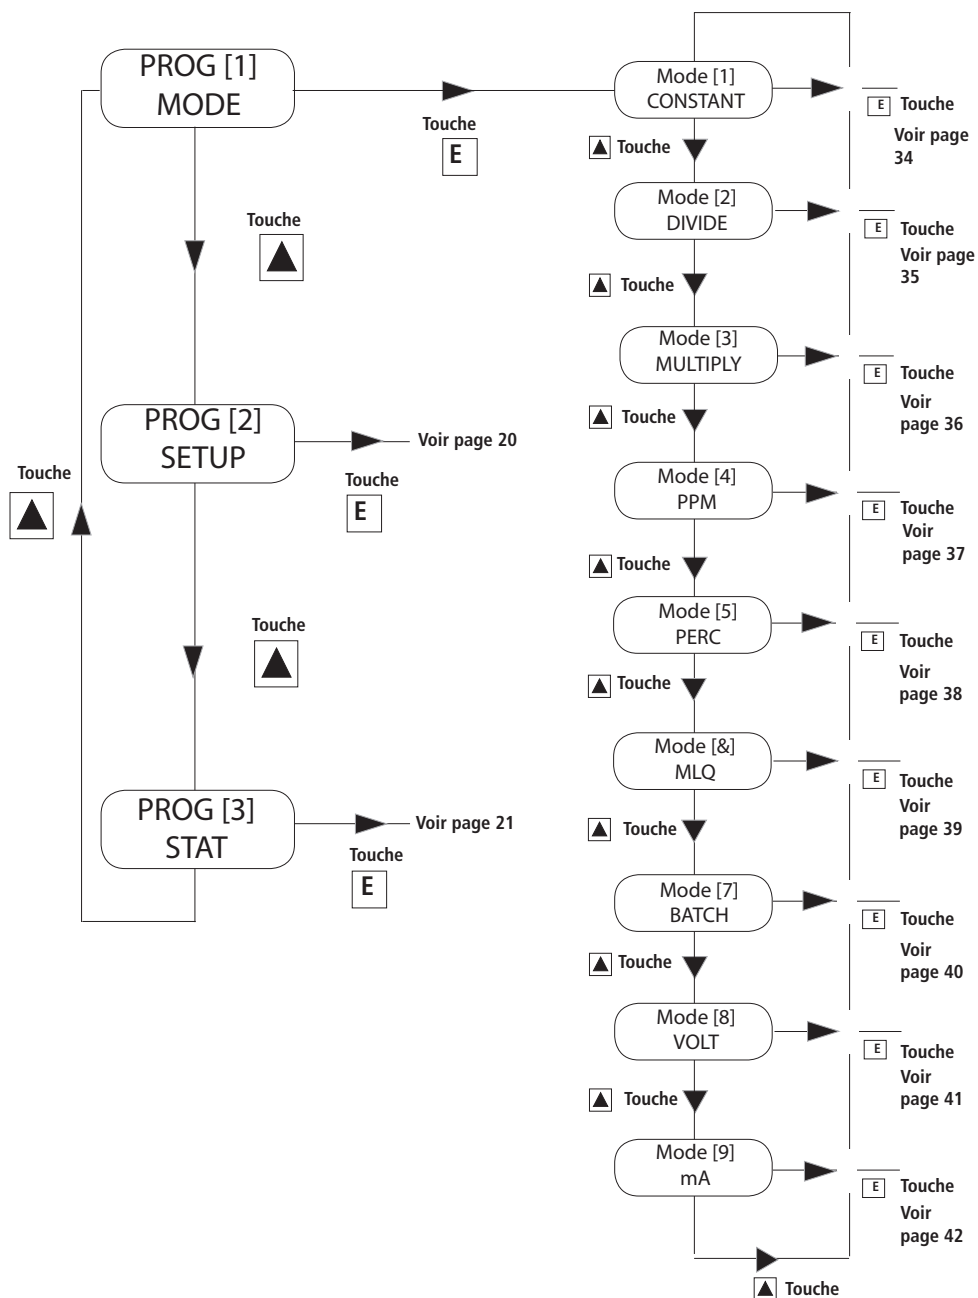 PROG [1]
MODE
Touche
E
Touche
PROG [2]
SETUP
Voir page 20
Touche
E
Touche
Touche
PROG [3]
STAT
Voir page 21
Touche
E
Mode [1]
CONSTANT
E Touche
Voir page
34
Touche
Mode [2]
DIVIDE
E Touche
Voir page
35
Touche
Mode [3]
MULTIPLY
E Touche
Voir
page 36
Touche
Mode [4]
PPM
E Touche
Voir
page 37
Touche
Mode [5]
PERC
E Touche
Voir
page 38
Touche
Mode [&]
MLQ
E Touche
Voir
page 39
Touche
Mode [7]
BATCH
E Touche
Voir
page 40
Touche
Mode [8]
VOLT
E Touche
Voir
page 41
Touche
Mode [9]
mA
E Touche
Voir
page 42
Touche